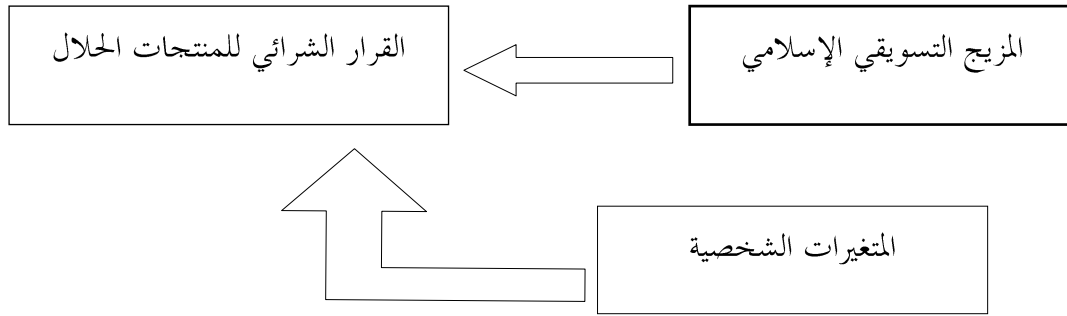 المزيج التسويقي الإسلامي
القرار الشرائي للمنتجات الحلال
المتغيرات الشخصية